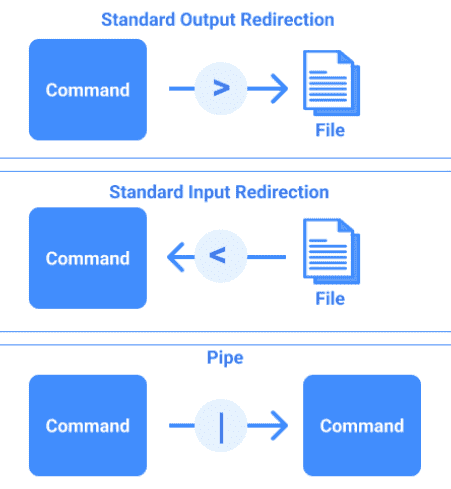 Standard Output Redirection
Command
>
File
Standard Input Redirection
Command
<
File
Pipe
Command
|
Command